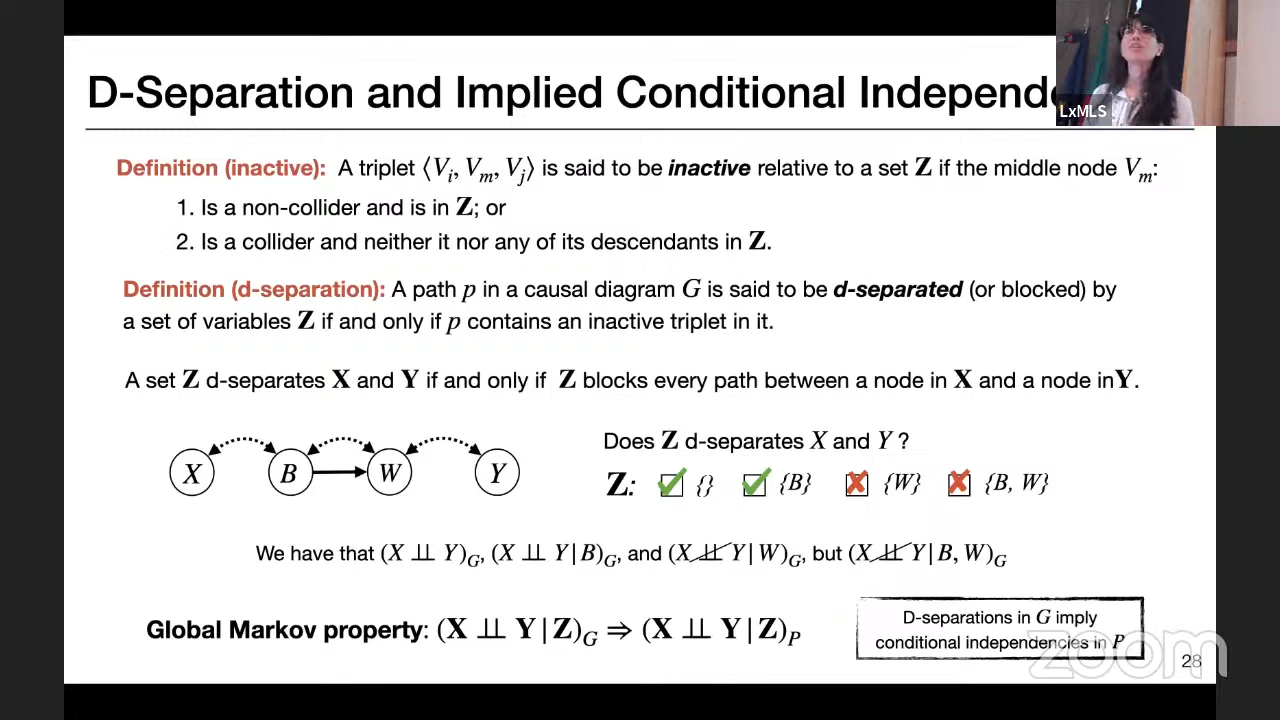 D-Separation and Implied Conditional Independe
LxMLS
Definition (inactive): A triplet ⟨Vᵢ, Vₘ, Vⱼ⟩ is said to be inactive relative to a set Z if the middle node Vₘ:
1. Is a non-collider and is in Z; or
2. Is a collider and neither it nor any of its descendants in Z.
Definition (d-separation): A path p in a causal diagram G is said to be d-separated (or blocked) by
a set of variables Z if and only if p contains an inactive triplet in it.
A set Z d-separates X and Y if and only if Z blocks every path between a node in X and a node inY.
X B W Y
Does Z d-separates X and Y ?
Z: ✓ {} ✓ {B} ✗ {W} ✗ {B, W}
We have that (X ⫫ Y)_G, (X ⫫ Y | B)_G, and (X ⫫̸ Y | W)_G, but (X ⫫̸ Y | B, W)_G
Global Markov property: (X ⫫ Y | Z)_G ⇒ (X ⫫ Y | Z)_P
D-separations in G imply
conditional independencies in P
zoom
28